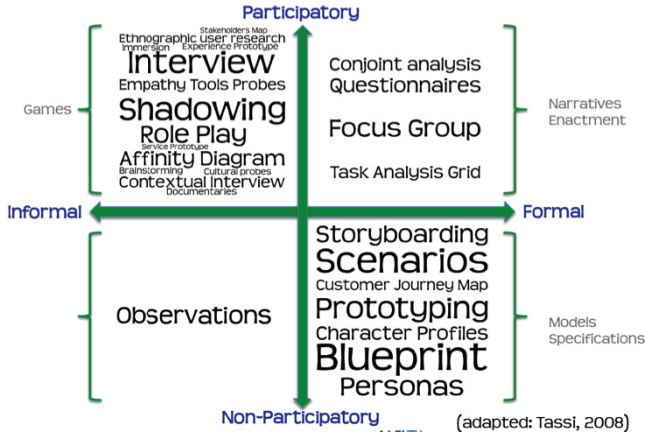 Participatory
Stakeholders Map
Ethnographic user research
Immersion Experience Prototype
Interview
Empathy Tools Probes
Shadowing
Role Play
Service Prototype
Affinity Diagram
Brainstorming Cultural probes
Contextual Interview
Documentaries
Games
Conjoint analysis
Questionnaires
Focus Group
Task Analysis Grid
Narratives
Enactment
Informal
Formal
Observations
Storyboarding
Scenarios
Customer Journey Map
Prototyping
Character Profiles
Blueprint
Personas
Models
Specifications
Non-Participatory
(adapted: Tassi, 2008)